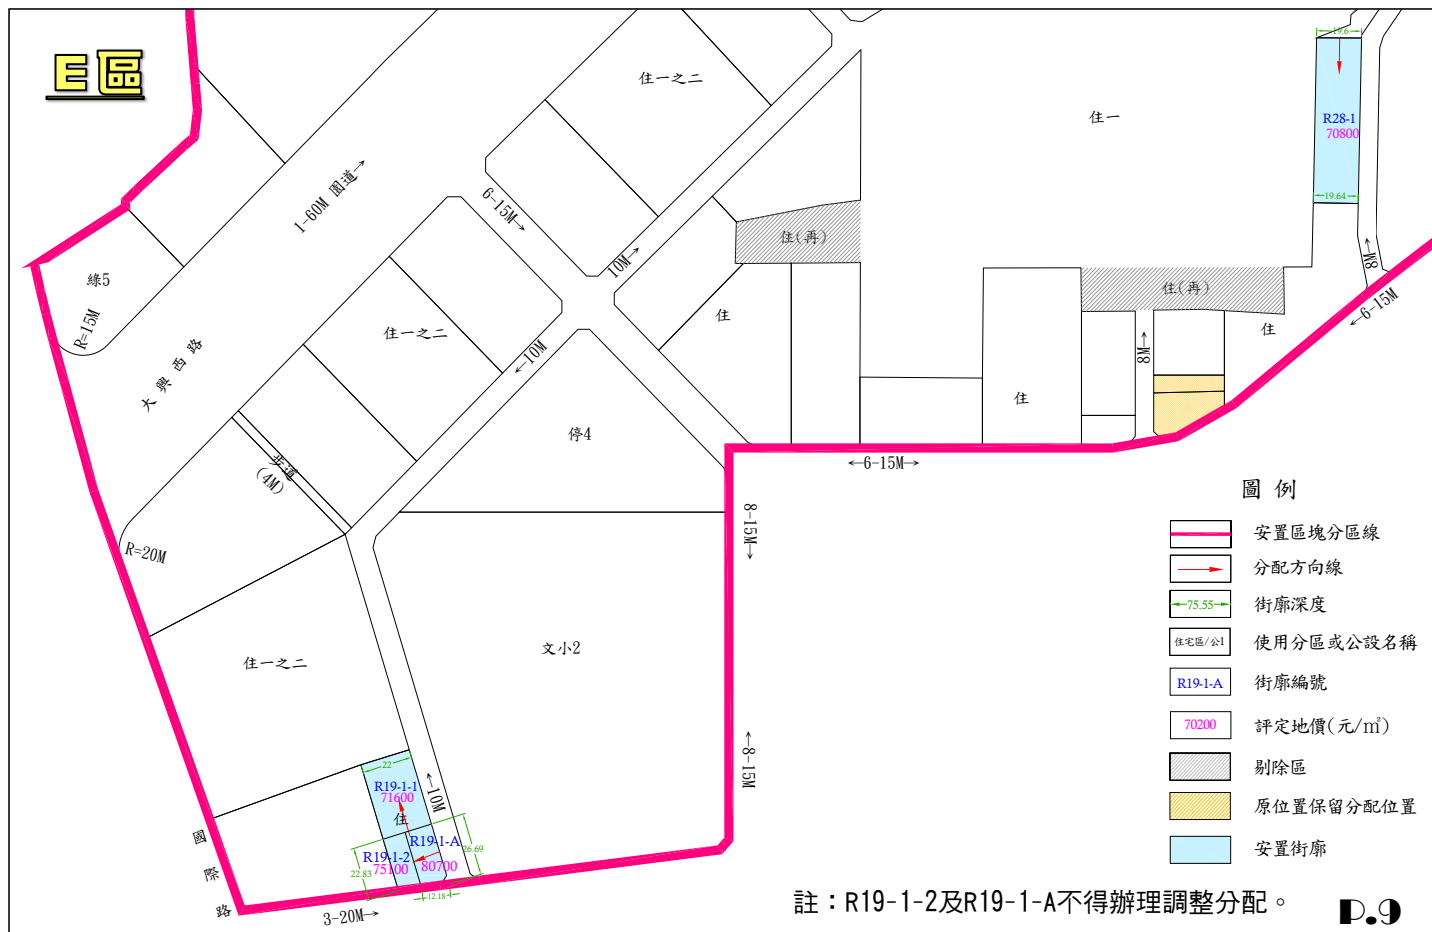 E區
住一之二
住一
19.6
R28-1
70800
19.64
1-60M 園道→
6-15M→
住(再)
10M→
8M→
綠5
R=15M
住一之二
住
住(再)
住
←6-15M
大興西路
←10M
8M→
停4
住
步道
(4M)
←6-15M→
R=20M
8-15M→
文小2
住一之二
←8-15M
22
R19-1-1
71600
住
←10M
R19-1-A
R19-1-2
75100
80700
22.83
26.69
12.18
國際路
3-20M→
圖 例
安置區塊分區線
分配方向線
75.55
街廓深度
住宅區/公1
使用分區或公設名稱
R19-1-A
街廓編號
70200
評定地價(元/㎡)
剔除區
原位置保留分配位置
安置街廓
註：R19-1-2及R19-1-A不得辦理調整分配。
P.9